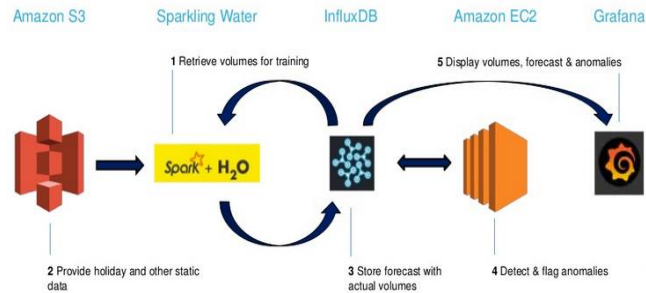 Amazon S3
Sparkling Water
InfluxDB
Amazon EC2
Grafana
1 Retrieve volumes for training
5 Display volumes, forecast & anomalies
Spark + H2O
2 Provide holiday and other static
data
3 Store forecast with
actual volumes
4 Detect & flag anomalies